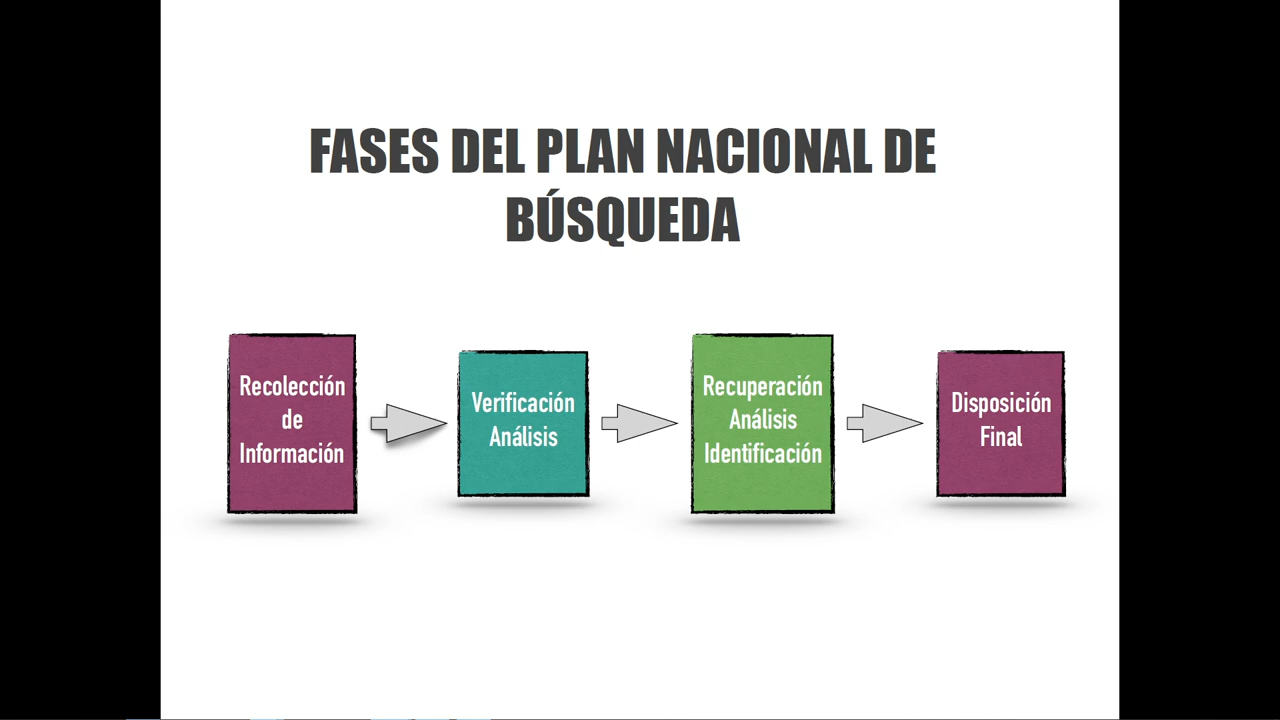 FASES DEL PLAN NACIONAL DE
BÚSQUEDA
Recolección
de
Información
Verificación
Análisis
Recuperación
Análisis
Identificación
Disposición
Final